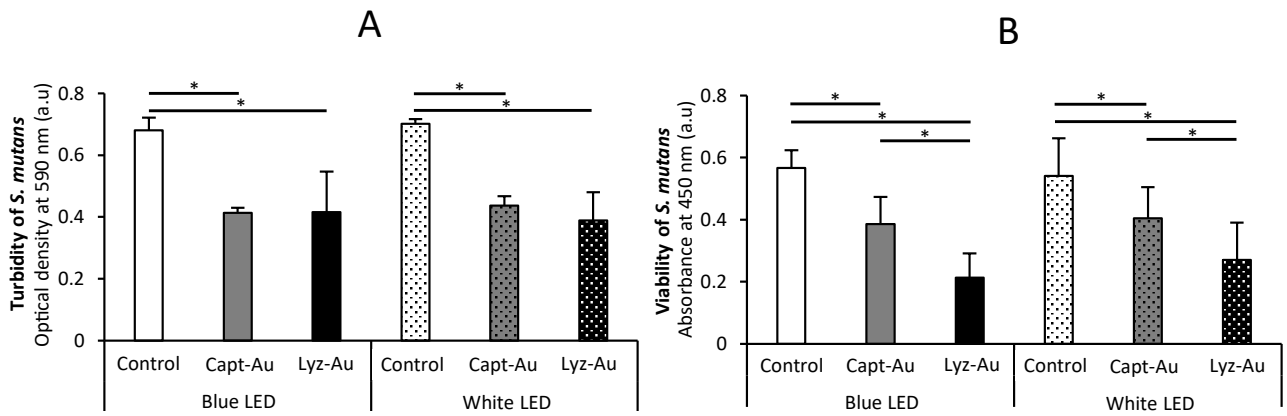 A
Turbidity of S. mutans
Optical density at 590 nm (a.u)
0.8
0.6
0.4
0.2
0
*
*
*
*
Control Capt-Au Lyz-Au Control Capt-Au Lyz-Au
Blue LED White LED
B
Viability of S. mutans
Absorbance at 450 nm (a.u)
0.8
0.6
0.4
0.2
0
*
*
*
*
*
*
Control Capt-Au Lyz-Au Control Capt-Au Lyz-Au
Blue LED White LED